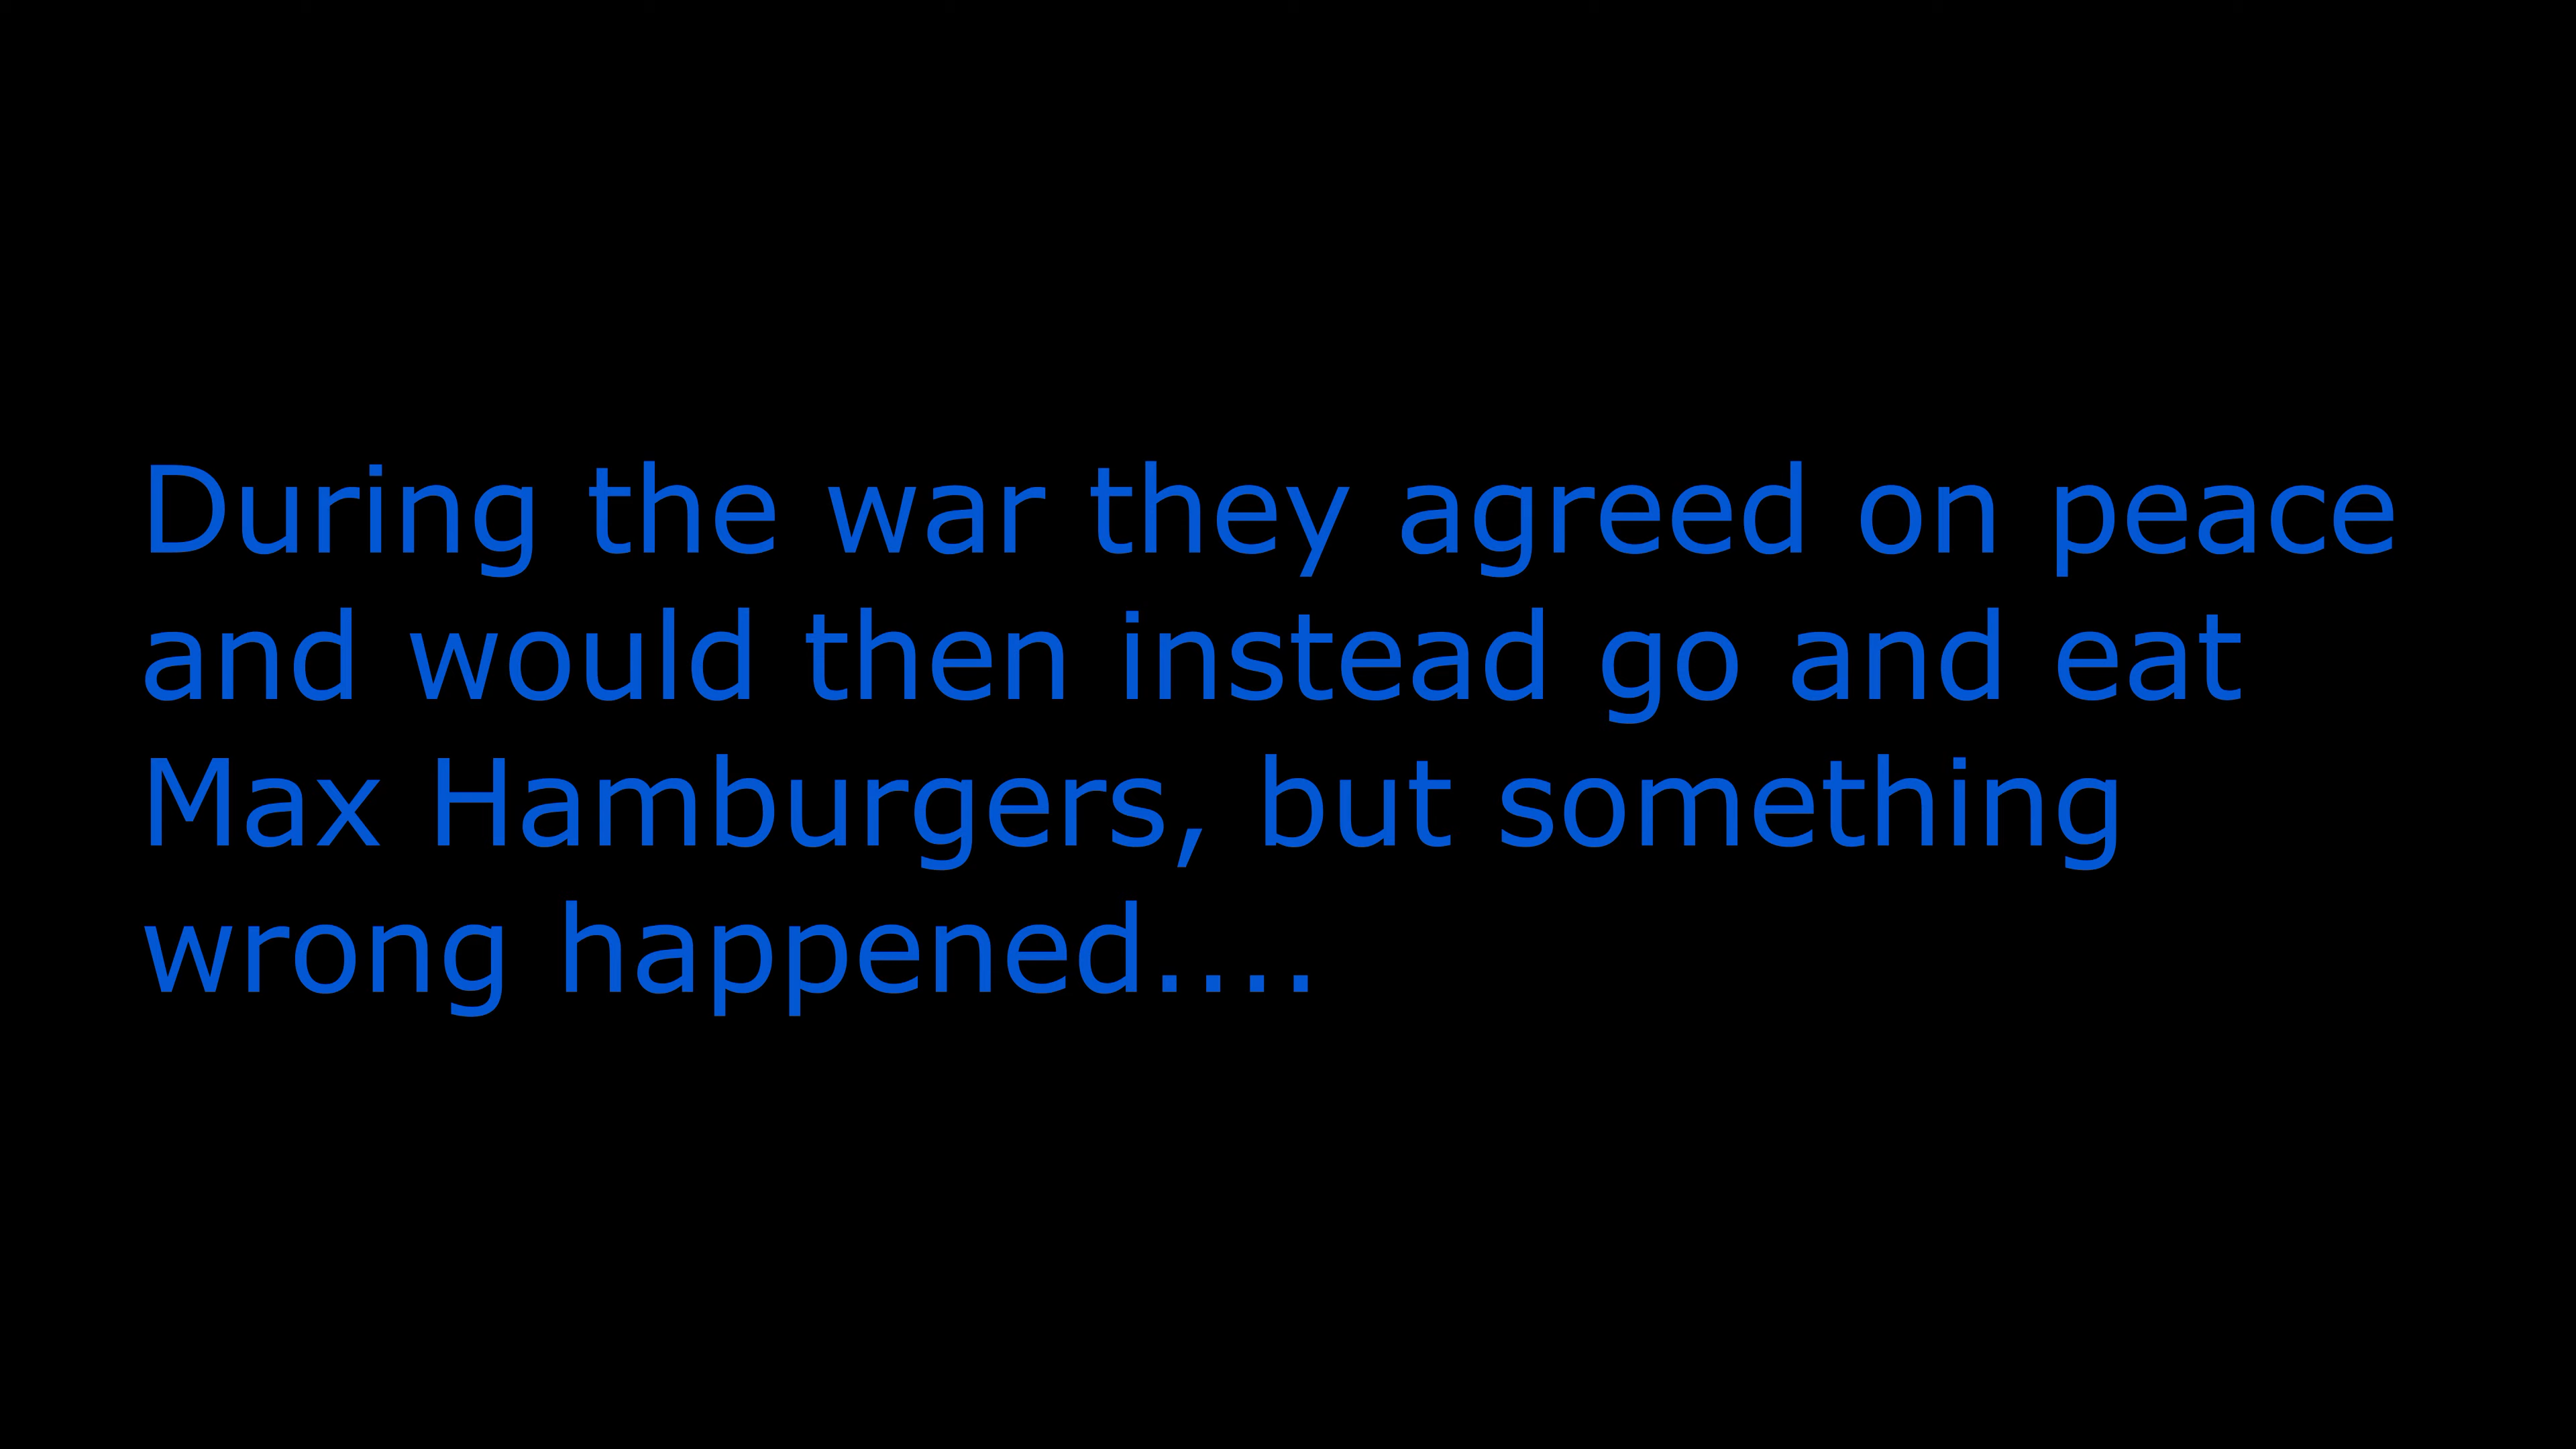 During the war they agreed on peace
and would then instead go and eat
Max Hamburgers, but something
wrong happened....